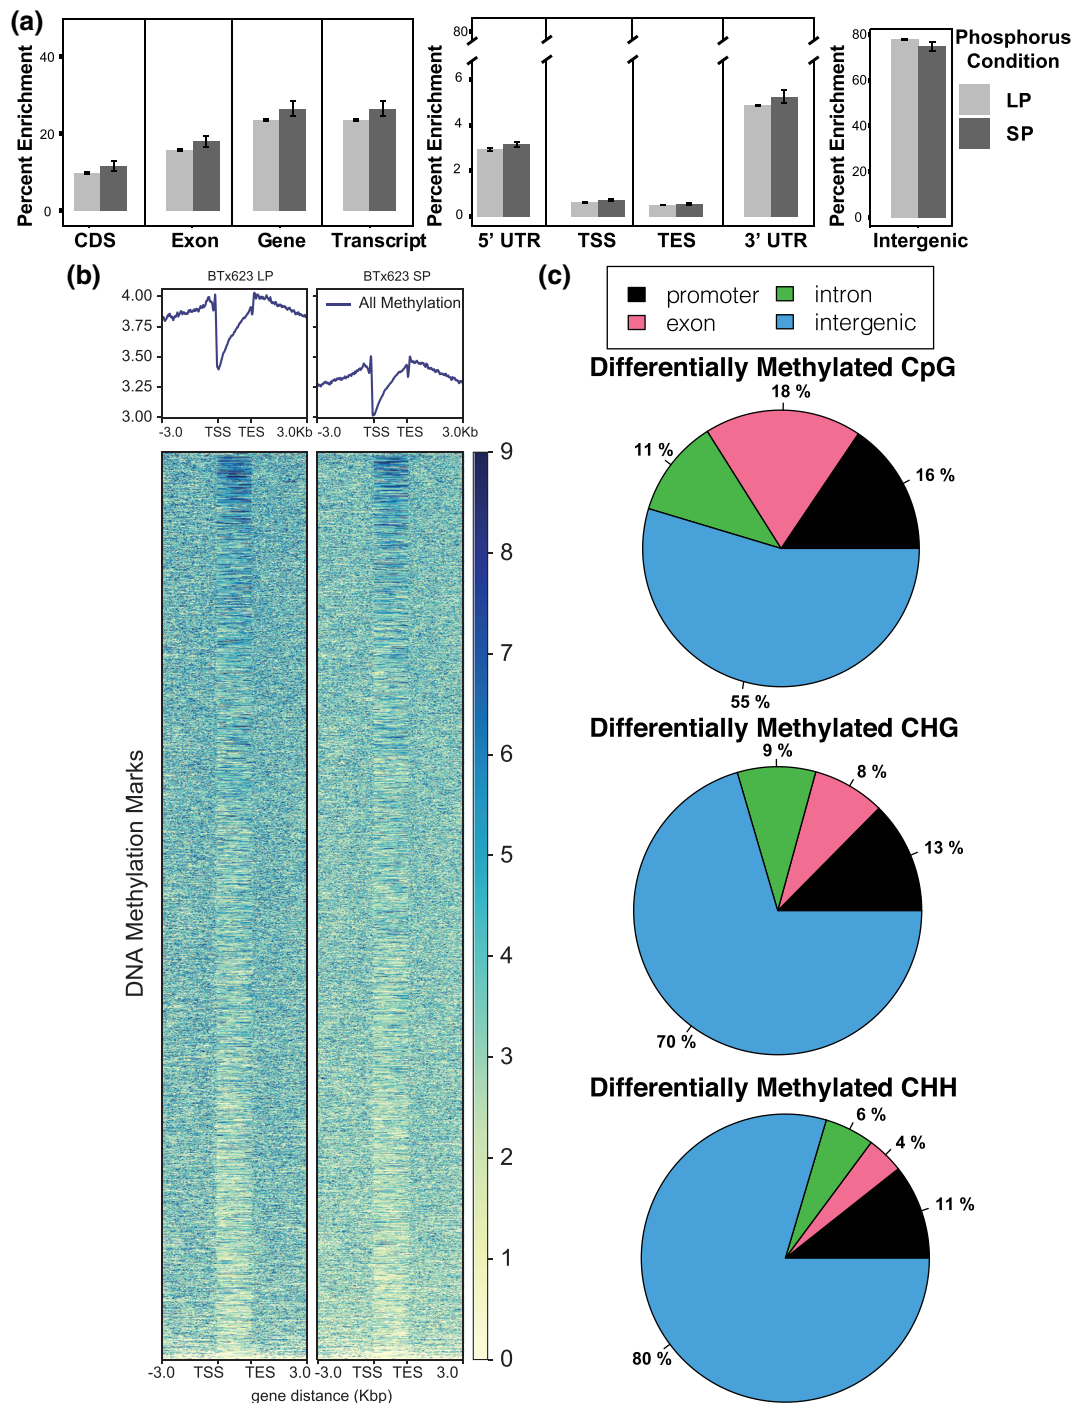 (a)
Percent Enrichment
40
20
0
CDS
Exon
Gene
Transcript
Percent Enrichment
80
6
4
2
0
5' UTR
TSS
TES
3' UTR
Percent Enrichment
80
60
40
20
0
Intergenic
Phosphorus
Condition
LP
SP
(b)
BTx623 LP
BTx623 SP
4.00
3.75
3.50
3.25
3.00
All Methylation
-3.0 TSS TES 3.0Kb
-3.0 TSS TES 3.0Kb
DNA Methylation Marks
9
8
7
6
5
4
3
2
1
0
-3.0 TSS TES 3.0
-3.0 TSS TES 3.0
gene distance (Kbp)
(c)
promoter
intron
exon
intergenic
Differentially Methylated CpG
18 %
11 %
16 %
55 %
Differentially Methylated CHG
9 %
8 %
13 %
70 %
Differentially Methylated CHH
6 %
4 %
11 %
80 %